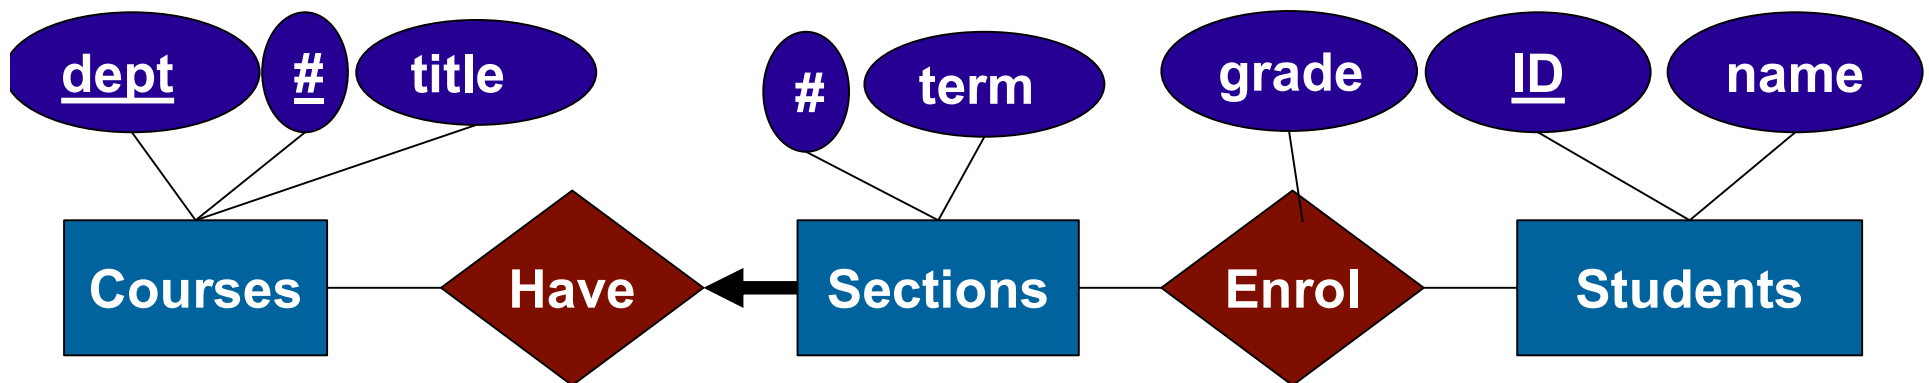 dept # title # term grade ID name
Courses Have Sections Enrol Students